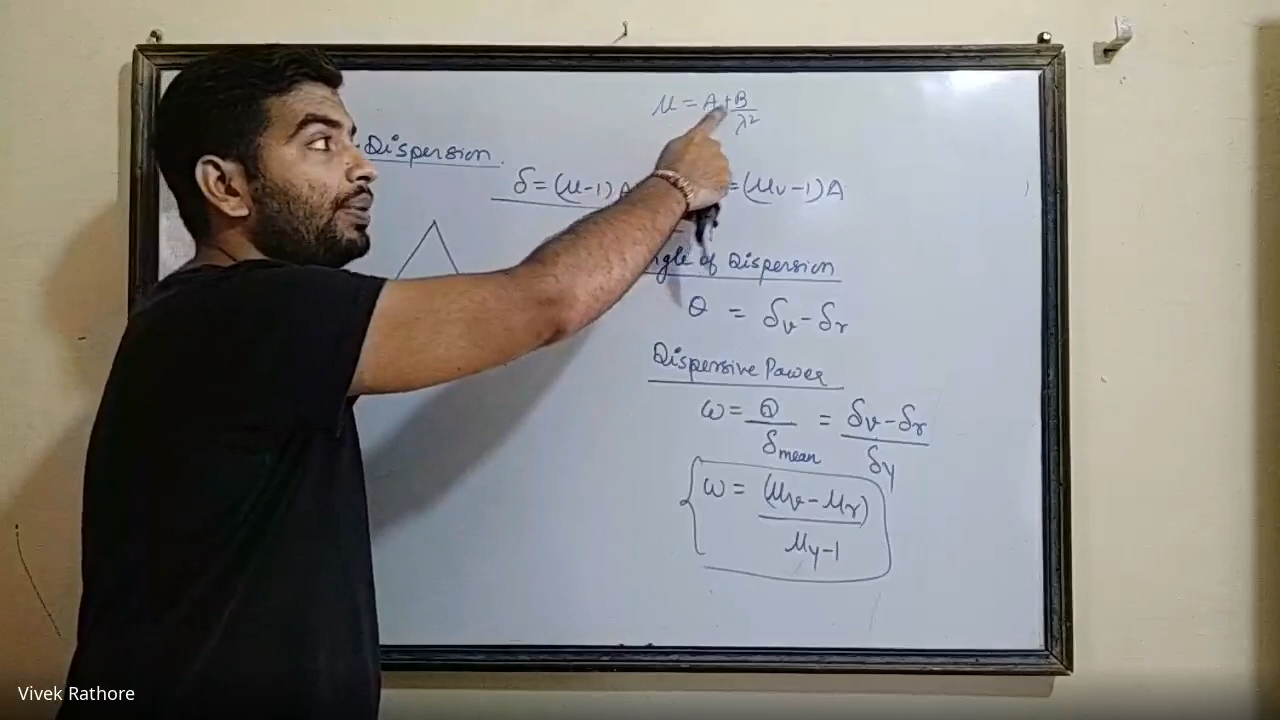 μ = A + B/λ²
Dispersion.
δ = (μ-1)A = (μv-1)A
Angle of Dispersion
θ = δv - δr
Dispersive Power
ω = θ/δmean = (δv - δr)/δy
ω = (μv - μr)/(μy-1)
Vivek Rathore